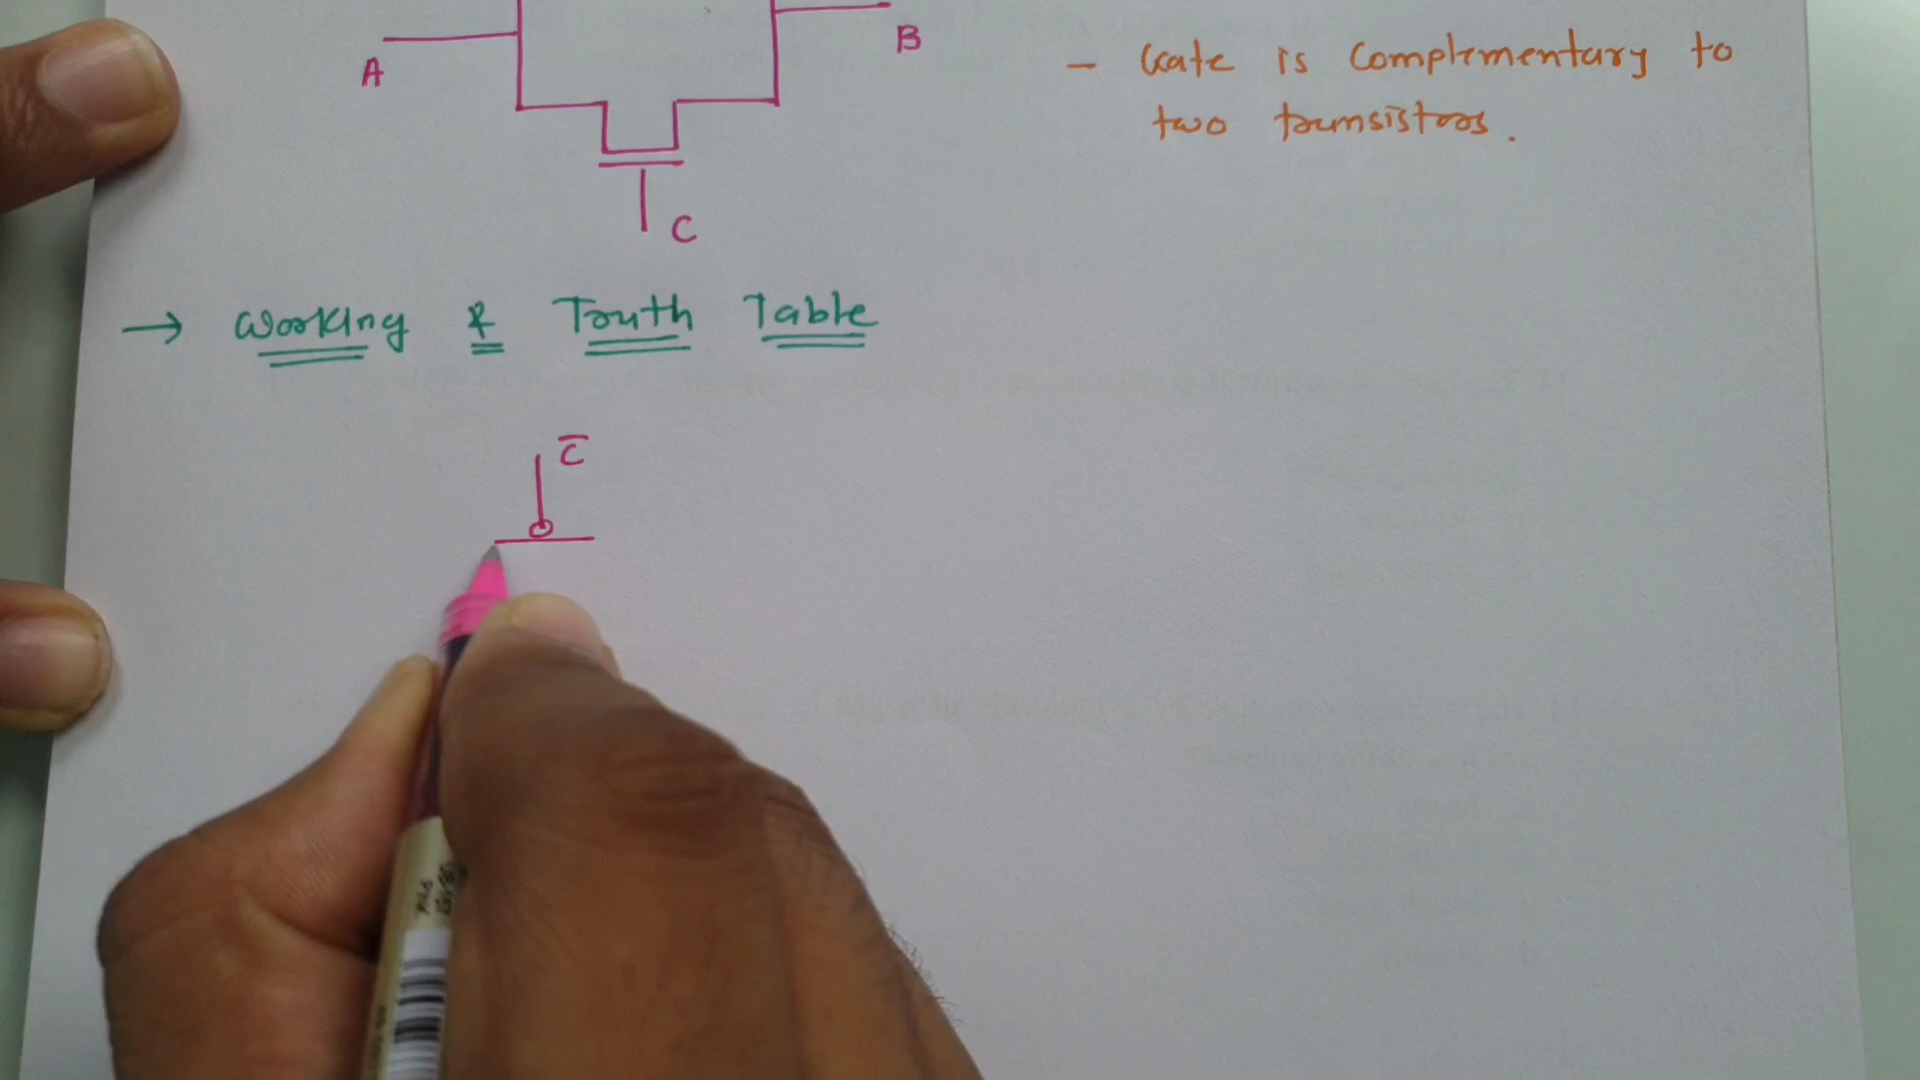 A
B
C
- Gate is Complementary to
two transistors.
→ Working & Truth Table
C̅